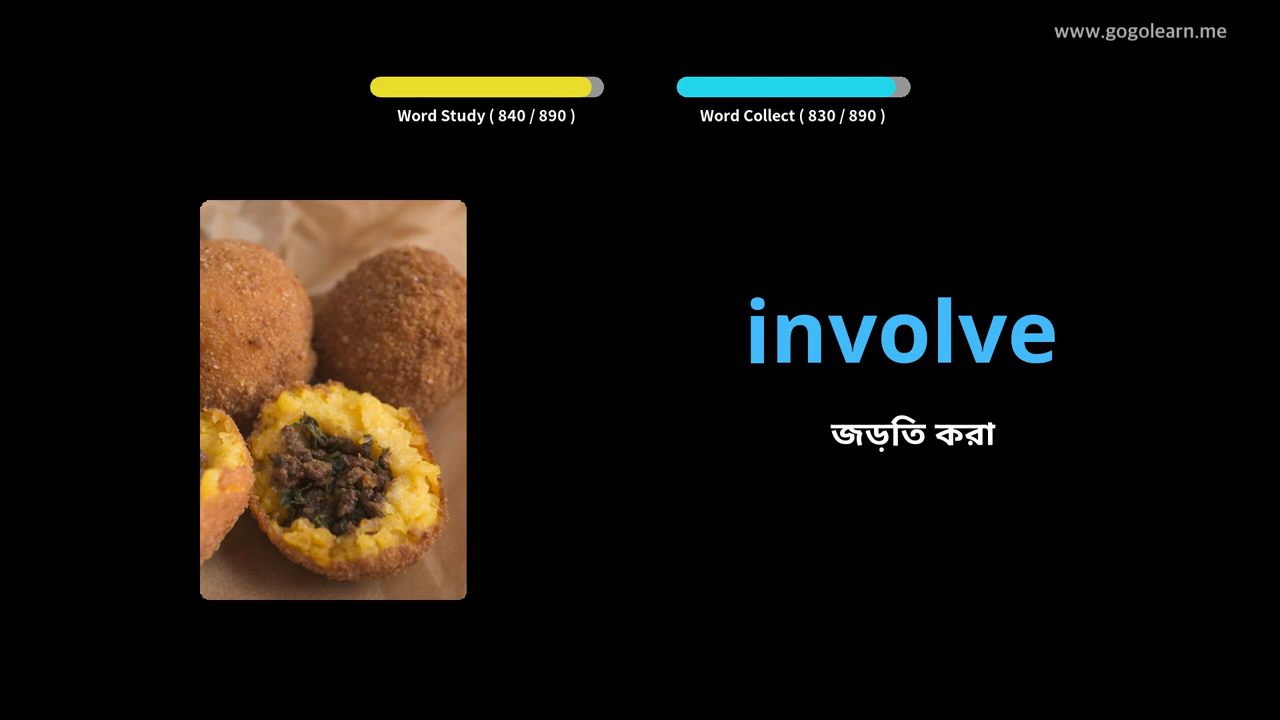 www.gogolearn.me
Word Study ( 840 / 890 )
Word Collect ( 830 / 890 )
involve
জড়তি করা